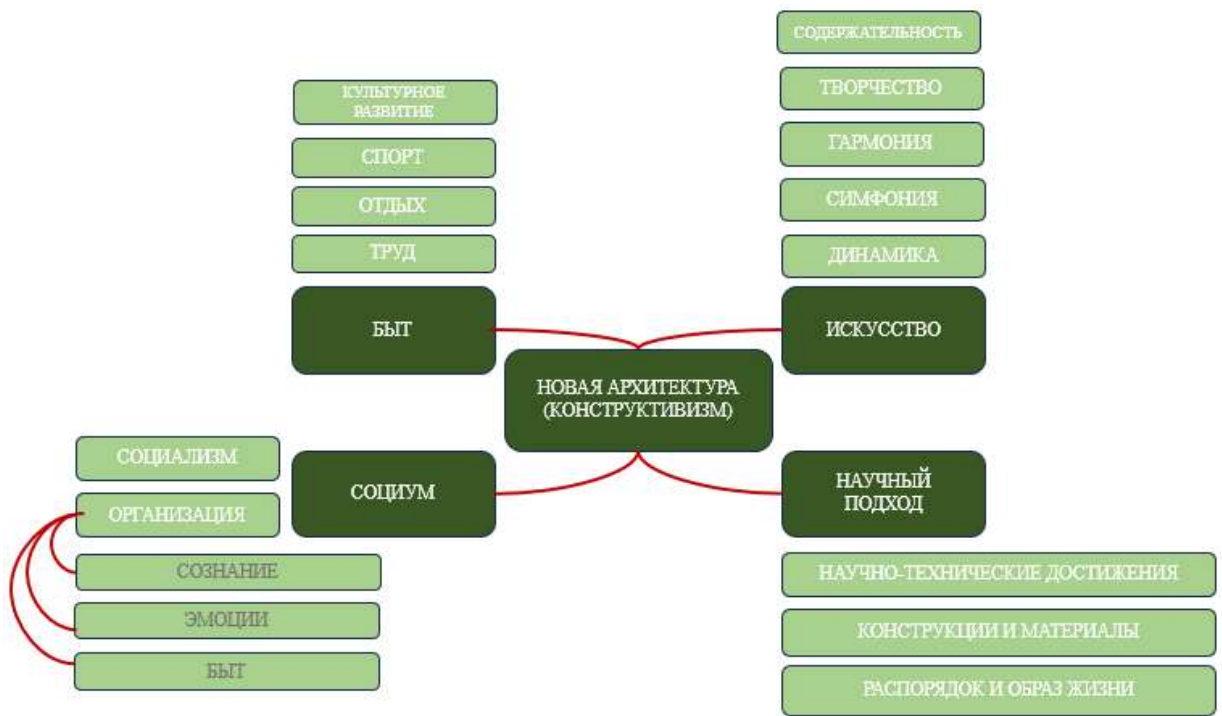 СОДЕРЖАТЕЛЬНОСТЬ
ТВОРЧЕСТВО
ГАРМОНИЯ
СИМФОНИЯ
ДИНАМИКА
ИСКУССТВО
КУЛЬТУРНОЕ
РАЗВИТИЕ
СПОРТ
ОТДЫХ
ТРУД
БЫТ
НОВАЯ АРХИТЕКТУРА
(КОНСТРУКТИВИЗМ)
СОЦИАЛИЗМ
ОРГАНИЗАЦИЯ
СОЦИУМ
СОЗНАНИЕ
ЭМОЦИИ
БЫТ
НАУЧНЫЙ
ПОДХОД
НАУЧНО-ТЕХНИЧЕСКИЕ ДОСТИЖЕНИЯ
КОНСТРУКЦИИ И МАТЕРИАЛЫ
РАСПОРЯДОК И ОБРАЗ ЖИЗНИ